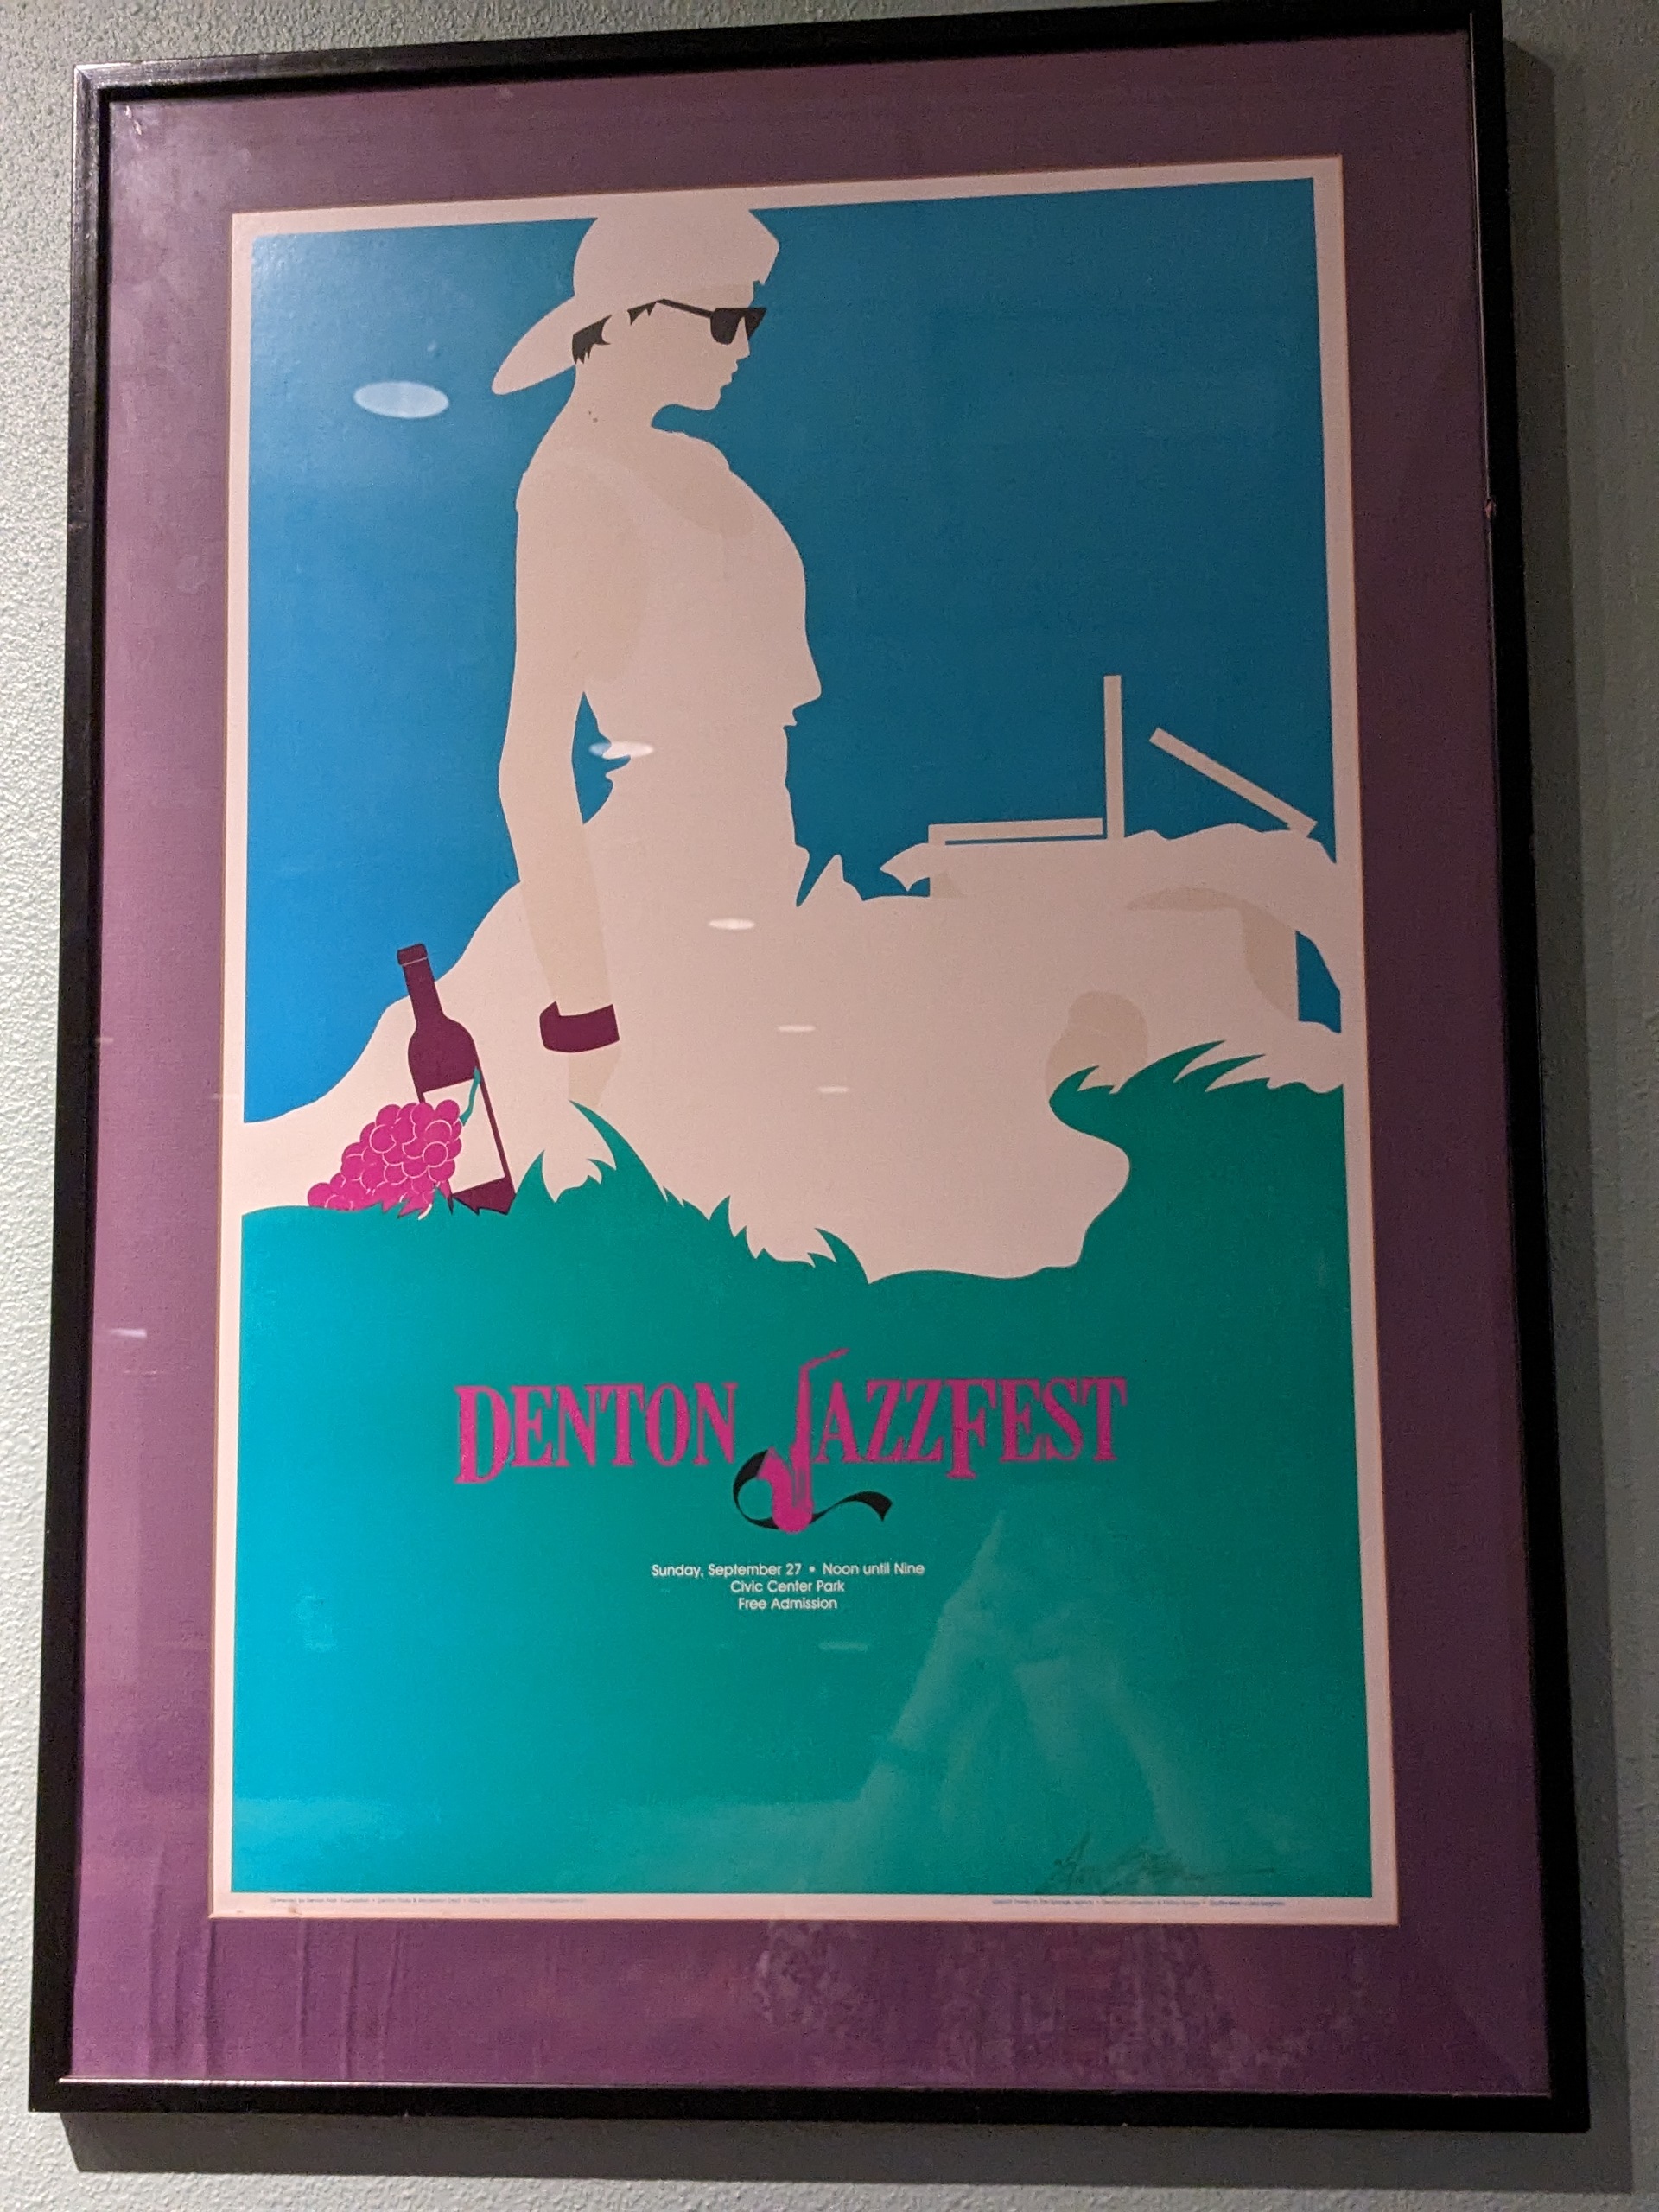 DENTON JAZZFEST
Sunday, September 27 • Noon until Nine
Civic Center Park
Free Admission